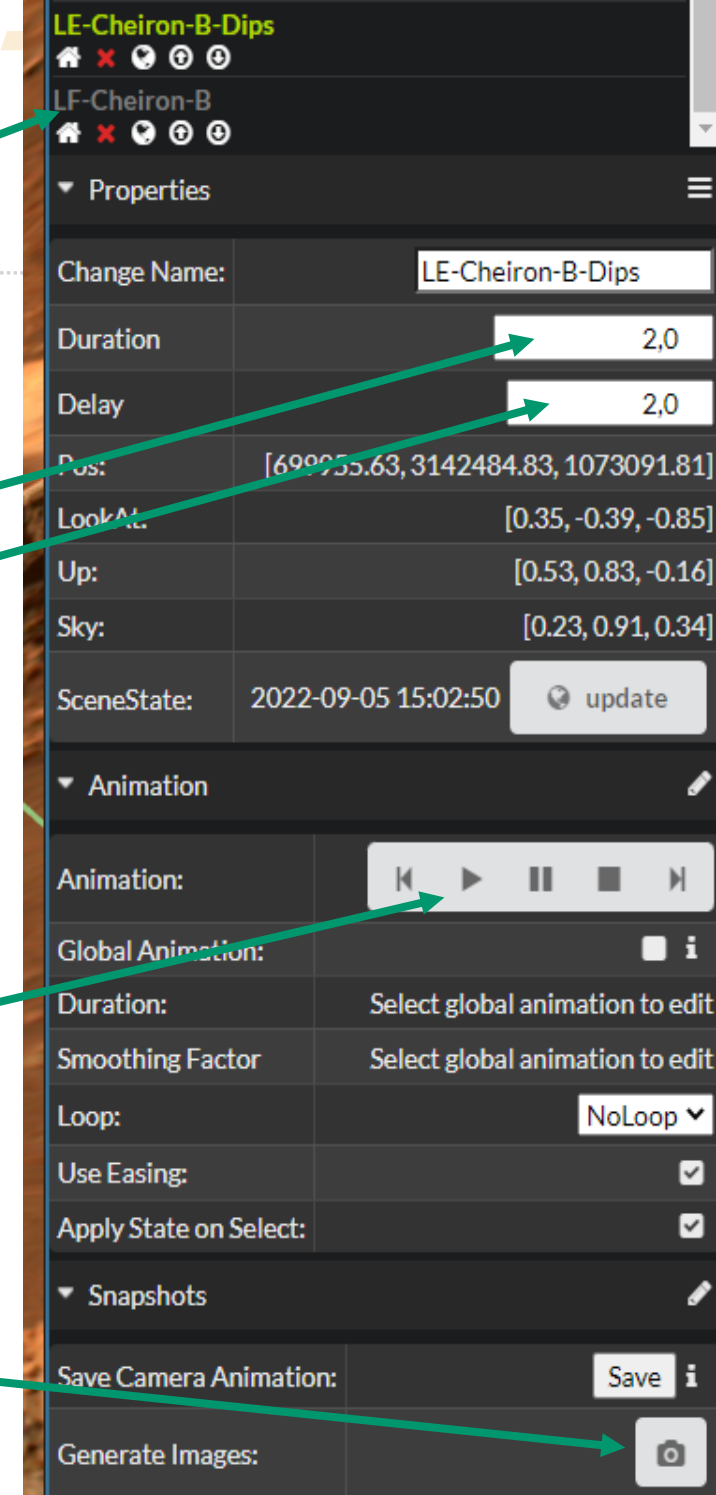 LE-Cheiron-B-Dips
LF-Cheiron-B
Properties
Change Name: LE-Cheiron-B-Dips
Duration 2,0
Delay 2,0
Pos: [699955.63, 3142484.83, 1073091.81]
LookAt: [0.35, -0.39, -0.85]
Up: [0.53, 0.83, -0.16]
Sky: [0.23, 0.91, 0.34]
SceneState: 2022-09-05 15:02:50 update
Animation
Animation:
Global Animation:
Duration: Select global animation to edit
Smoothing Factor Select global animation to edit
Loop: NoLoop
Use Easing:
Apply State on Select:
Snapshots
Save Camera Animation: Save
Generate Images: